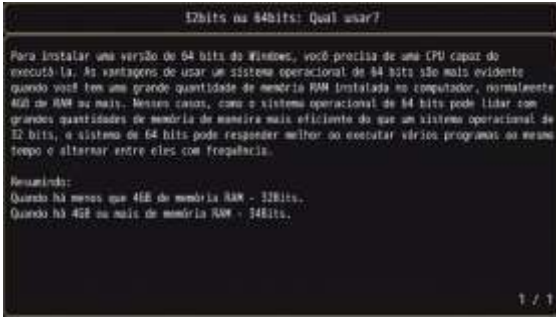 32bits ou 64bits: Qual usar?
Para instalar uma versão de 64 bits do Windows, você precisa de uma CPU capaz do
executá-la. As vantagens de usar um sistema operacional de 64 bits são mais evidente
quando você tem uma grande quantidade de memória RAM instalada no computador, normalmente
4GB de RAM ou mais. Nesses casos, como o sistema operacional de 64 bits pode lidar com
grandes quantidades de memória de maneira mais eficiente do que um sistema operacional de
32 bits, o sistema de 64 bits pode responder melhor ao executar vários programas ao mesmo
tempo e alternar entre eles com frequência.
Resumindo:
Quando há menos que 4GB de memória RAM - 32Bits.
Quando há 4GB ou mais de memória RAM - 34Bits.
1 / 1